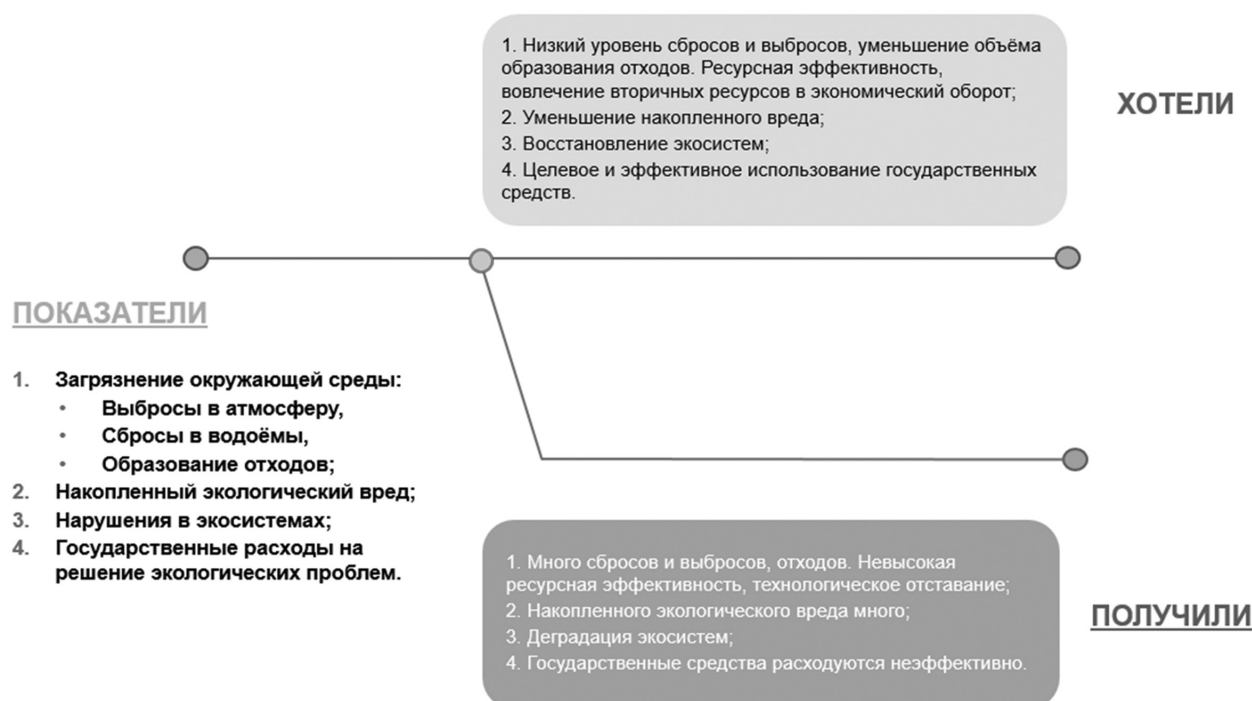 1. Низкий уровень сбросов и выбросов, уменьшение объёма
образования отходов. Ресурсная эффективность,
вовлечение вторичных ресурсов в экономический оборот;
2. Уменьшение накопленного вреда;
3. Восстановление экосистем;
4. Целевое и эффективное использование государственных
средств.
ХОТЕЛИ
ПОКАЗАТЕЛИ
1. Загрязнение окружающей среды:
• Выбросы в атмосферу,
• Сбросы в водоёмы,
• Образование отходов;
2. Накопленный экологический вред;
3. Нарушения в экосистемах;
4. Государственные расходы на
решение экологических проблем.
1. Много сбросов и выбросов, отходов. Невысокая
ресурсная эффективность, технологическое отставание;
2. Накопленного экологического вреда много;
3. Деградация экосистем;
4. Государственные средства расходуются неэффективно.
ПОЛУЧИЛИ